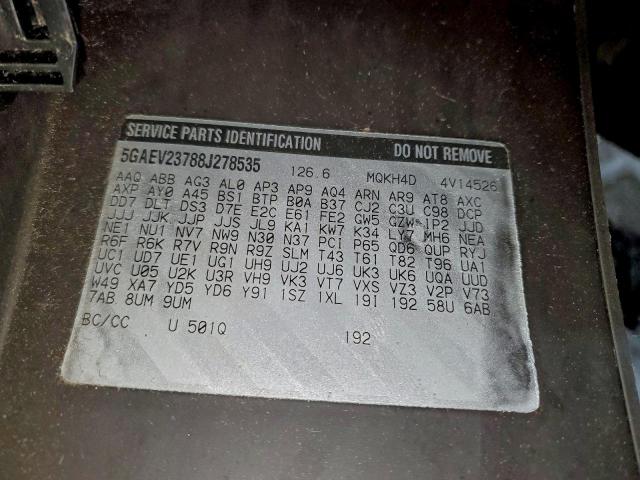 SERVICE PARTS IDENTIFICATION DO NOT REMOVE
5GAEV23788J278535 126.6 MQKH4D 4V14526
AAQ ABB AG3 AL0 AP3 AP9 AQ4 ARN AR9 AT8 AXC
AXP AY0 A45 BS1 BTP B0A B37 CJ2 C3U C98 DCP
DD7 DLT DS3 D7E E2C E61 FE2 GW5 GZW IP2 JJD
JJJ JJK JJP JJS JL9 KA1 KW7 K34 LY7 MH6 NEA
NE1 NU1 NV7 NW9 N30 N37 PCI P65 QD6 QUP RYJ
R6F R6K R7V R9N R9Z SLM T43 T61 T82 T96 UA1
UC1 UD7 UE1 UG1 UH9 UJ2 UJ6 UK3 UK6 UQA UUD
UVC U05 U2K U3R VH9 VK3 VT7 VXS VZ3 V2P V73
W49 XA7 YD5 YD6 Y91 1SZ 1XL 19I 192 58U 6AB
7AB 8UM 9UM
BC/CC U 501Q 192